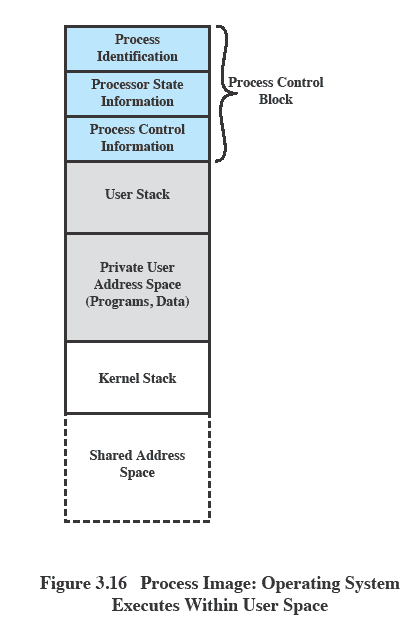 Process
Identification
Processor State
Information
Process Control
Information
Process Control
Block
User Stack
Private User
Address Space
(Programs, Data)
Kernel Stack
Shared Address
Space
Figure 3.16 Process Image: Operating System
Executes Within User Space